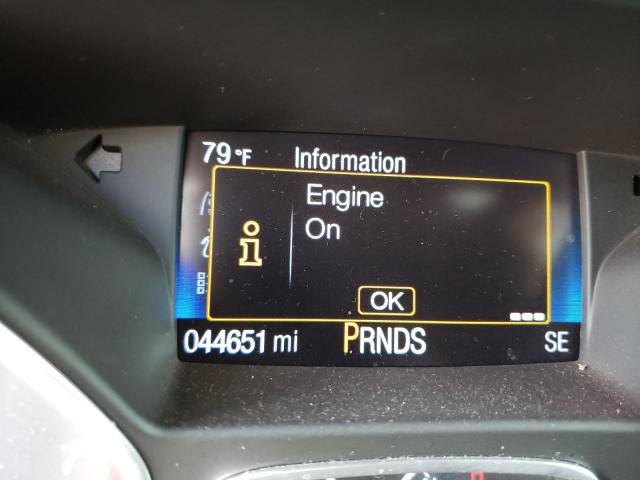 79 °F Information
Engine
On
i
OK
044651 mi PRNDS SE